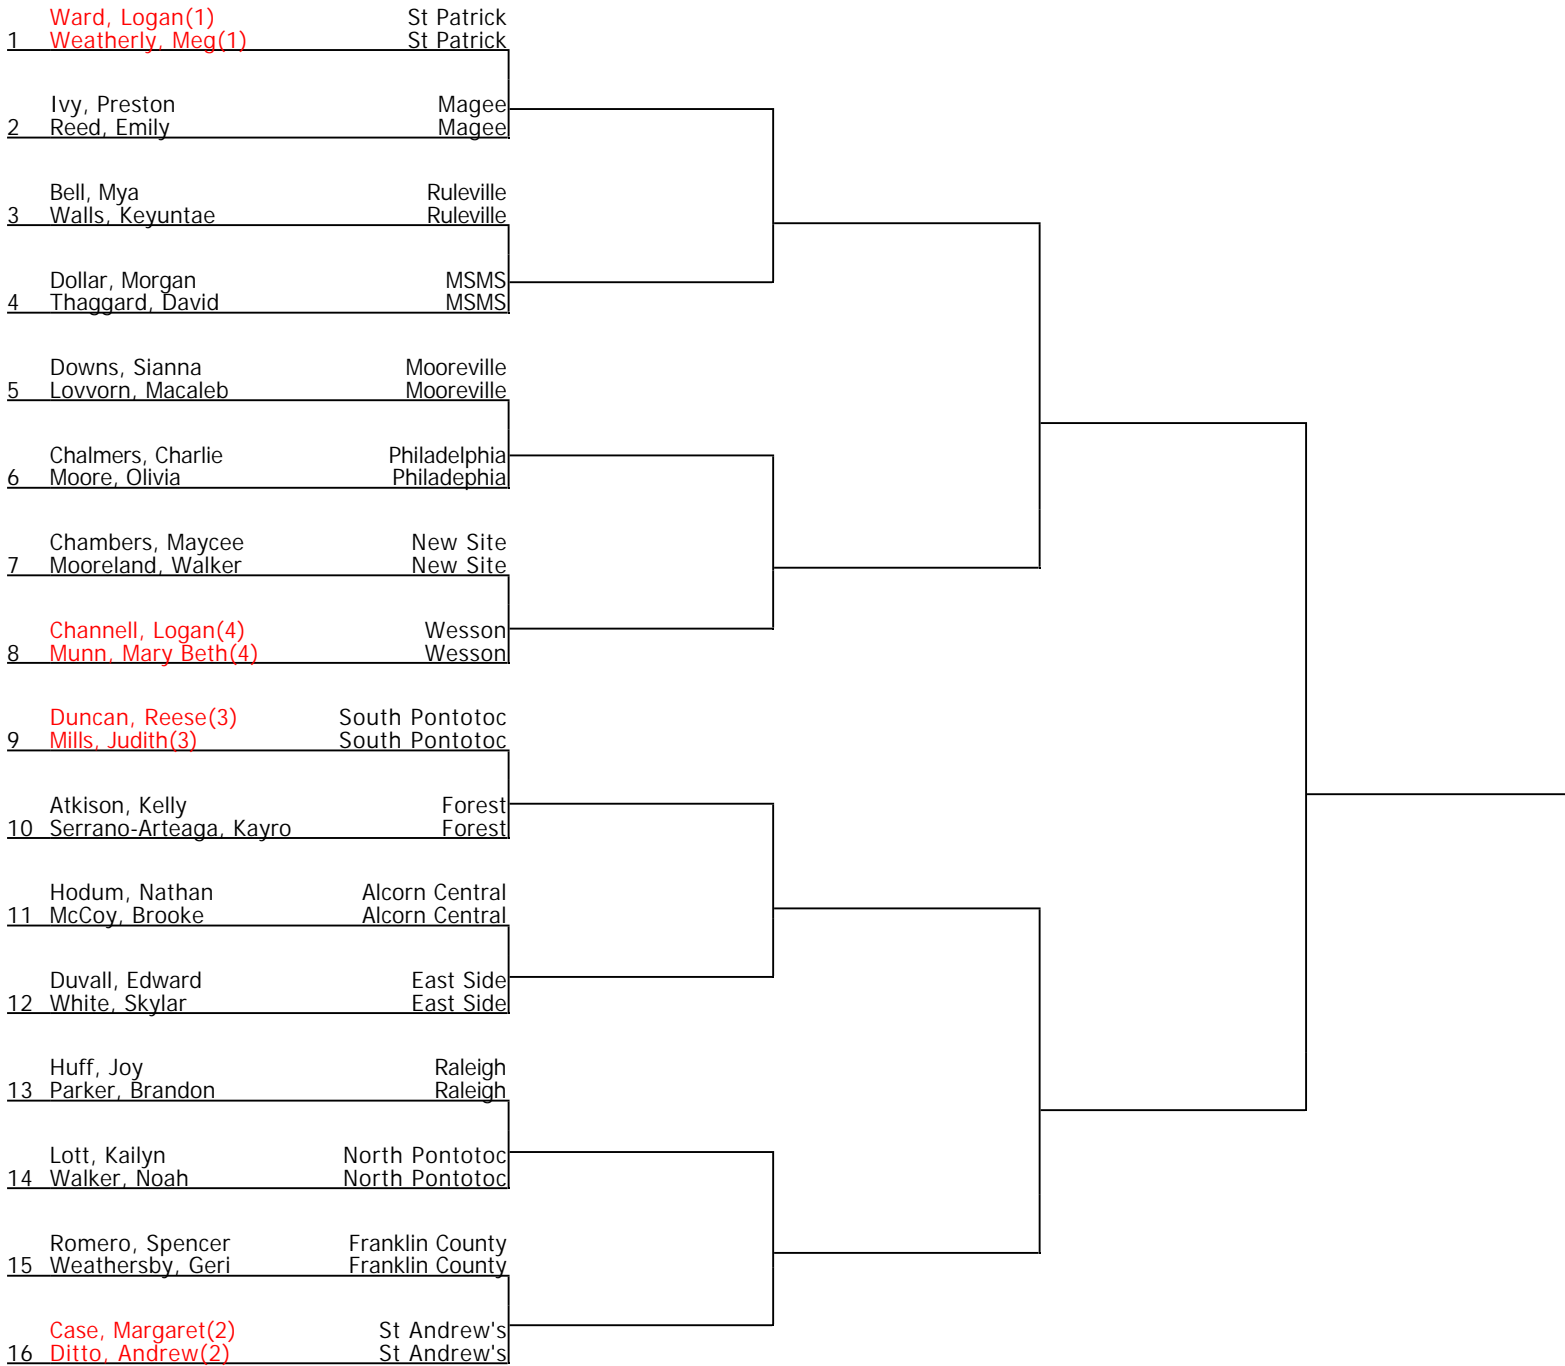 Ward, Logan(1) St Patrick
1 Weatherly, Meg(1) St Patrick
Ivy, Preston Magee
2 Reed, Emily Magee
Bell, Mya Ruleville
3 Walls, Keyuntae Ruleville
Dollar, Morgan MSMS
4 Thaggard, David MSMS
Downs, Sianna Mooreville
5 Lovvorn, Macaleb Mooreville
Chalmers, Charlie Philadelphia
6 Moore, Olivia Philadephia
Chambers, Maycee New Site
7 Mooreland, Walker New Site
Channell, Logan(4) Wesson
8 Munn, Mary Beth(4) Wesson
Duncan, Reese(3) South Pontotoc
9 Mills, Judith(3) South Pontotoc
Atkison, Kelly Forest
10 Serrano-Arteaga, Kayro Forest
Hodum, Nathan Alcorn Central
11 McCoy, Brooke Alcorn Central
Duvall, Edward East Side
12 White, Skylar East Side
Huff, Joy Raleigh
13 Parker, Brandon Raleigh
Lott, Kailyn North Pontotoc
14 Walker, Noah North Pontotoc
Romero, Spencer Franklin County
15 Weathersby, Geri Franklin County
Case, Margaret(2) St Andrew's
16 Ditto, Andrew(2) St Andrew's